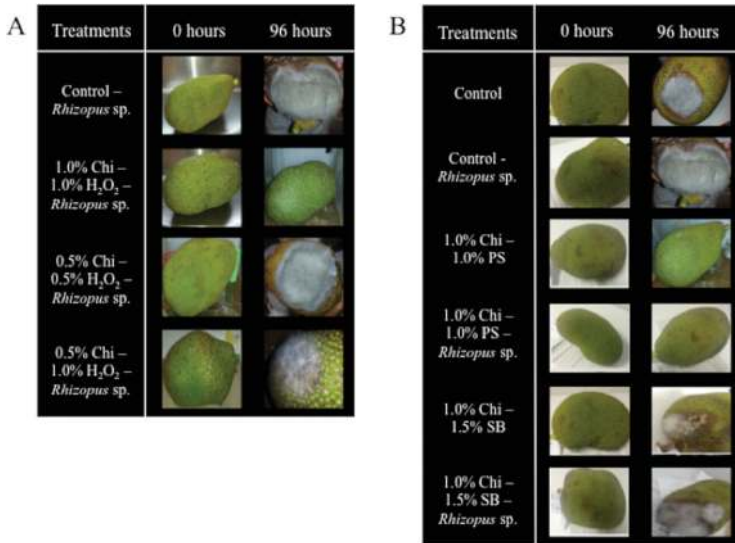 A
Treatments 0 hours 96 hours
Control –
Rhizopus sp.
1.0% Chi –
1.0% H₂O₂ –
Rhizopus sp.
0.5% Chi –
0.5% H₂O₂ –
Rhizopus sp.
0.5% Chi –
1.0% H₂O₂ –
Rhizopus sp.
B
Treatments 0 hours 96 hours
Control
Control -
Rhizopus sp.
1.0% Chi –
1.0% PS
1.0% Chi –
1.0% PS –
Rhizopus sp.
1.0% Chi –
1.5% SB
1.0% Chi –
1.5% SB –
Rhizopus sp.